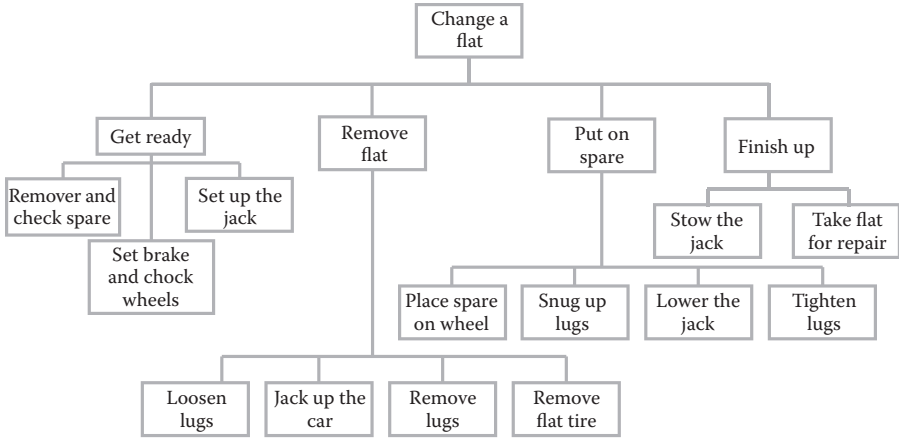 Change a
flat
Get ready
Remove
flat
Put on
spare
Finish up
Remover and
check spare
Set brake
and chock
wheels
Set up the
jack
Stow the
jack
Take flat
for repair
Place spare
on wheel
Snug up
lugs
Lower the
jack
Tighten
lugs
Loosen
lugs
Jack up the
car
Remove
lugs
Remove
flat tire